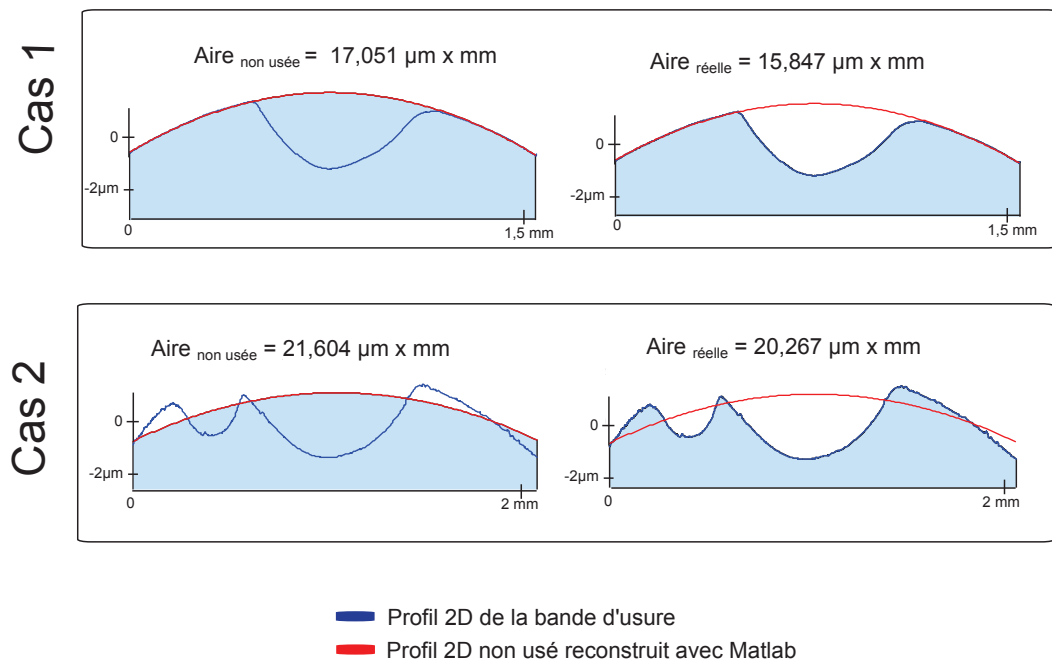 Cas 1
Aire non usée = 17,051 µm x mm
0
-2µm
0
1,5 mm
Aire réelle = 15,847 µm x mm
0
-2µm
0
1,5 mm
Cas 2
Aire non usée = 21,604 µm x mm
0
-2µm
0
2 mm
Aire réelle = 20,267 µm x mm
0
-2µm
0
2 mm
Profil 2D de la bande d'usure
Profil 2D non usé reconstruit avec Matlab